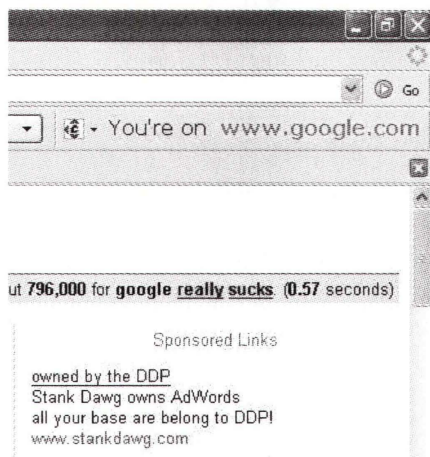 Go
You're on www.google.com
ut 796,000 for google really sucks. (0.57 seconds)
Sponsored Links
owned by the DDP
Stank Dawg owns AdWords
all your base are belong to DDP!
www.stankdawg.com